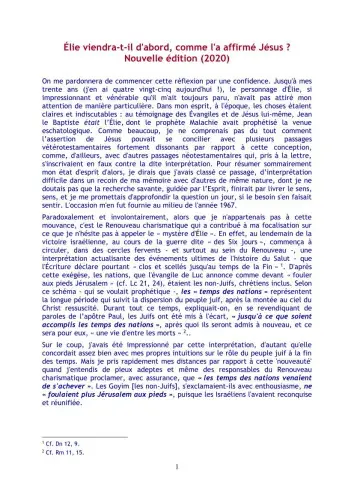 Élie viendra-t-il d'abord, comme l'a affirmé Jésus ?
Nouvelle édition (2020)
On me pardonnera de commencer cette réflexion par une confidence. Jusqu'à mes
trente ans (j'en ai quatre vingt-cinq aujourd'hui !), le personnage d'Élie, si
impressionnant et vénérable qu'il m'ait toujours paru, n'avait pas attiré mon
attention de manière particulière. Dans mon esprit, à l'époque, les choses étaient
claires et indiscutables : au témoignage des Évangiles et de Jésus lui-même, Jean
le Baptiste était l'Élie, dont le prophète Malachie avait prophétisé la venue
eschatologique. Comme beaucoup, je ne comprenais pas du tout comment
l'assertion de Jésus pouvait se concilier avec plusieurs passages
vétérotestamentaires fortement dissonants par rapport à cette conception,
comme, d'ailleurs, avec d'autres passages néotestamentaires qui, pris à la lettre,
s'inscrivaient en faux contre la dite interprétation. Pour résumer sommairement
mon état d'esprit d'alors, je dirais que j'avais classé ce passage, d'interprétation
difficile dans un recoin de ma mémoire avec d'autres de même nature, dont je ne
doutais pas que la recherche savante, guidée par l'Esprit, finirait par livrer le sens,
sens, et je me promettais d'approfondir la question un jour, si le besoin s'en faisait
sentir. L'occasion m'en fut fournie au milieu de l'année 1967.
Paradoxalement et involontairement, alors que je n'appartenais pas à cette
mouvance, c'est le Renouveau charismatique qui a contribué à ma focalisation sur
ce que je n'hésite pas à appeler le « mystère d'Élie ». En effet, au lendemain de la
victoire israélienne, au cours de la guerre dite « des Six jours », commença à
circuler, dans des cercles fervents - et surtout au sein du Renouveau -, une
interprétation actualisante des événements ultimes de l'histoire du Salut - que
l'Écriture déclare pourtant « clos et scellés jusqu'au temps de la Fin » 1. D'après
cette exégèse, les nations, que l'évangile de Luc annonce comme devant « fouler
aux pieds Jérusalem » (cf. Lc 21, 24), étaient les non-Juifs, chrétiens inclus. Selon
ce schéma - qui se voulait prophétique -, les « temps des nations » représentent
la longue période qui suivit la dispersion du peuple juif, après la montée au ciel du
Christ ressuscité. Durant tout ce temps, expliquait-on, en se revendiquant de
paroles de l'apôtre Paul, les Juifs ont été mis à l'écart, « jusqu'à ce que soient
accomplis les temps des nations », après quoi ils seront admis à nouveau, et ce
sera pour eux, « une vie d'entre les morts » 2..
Sur le coup, j'avais été impressionné par cette interprétation, d'autant qu'elle
concordait assez bien avec mes propres intuitions sur le rôle du peuple juif à la fin
des temps. Mais je pris rapidement mes distances par rapport à cette 'nouveauté'
quand j'entendis de pieux adeptes et même des responsables du Renouveau
charismatique proclamer, avec assurance, que « les temps des nations venaient
de s'achever ». Les Goyim [les non-Juifs], s'exclamaient-ils avec enthousiasme, ne
« foulaient plus Jérusalem aux pieds », puisque les Israéliens l'avaient reconquise
et réunifiée.
1 Cf. Dn 12, 9.
2 Cf. Rm 11, 15.
1